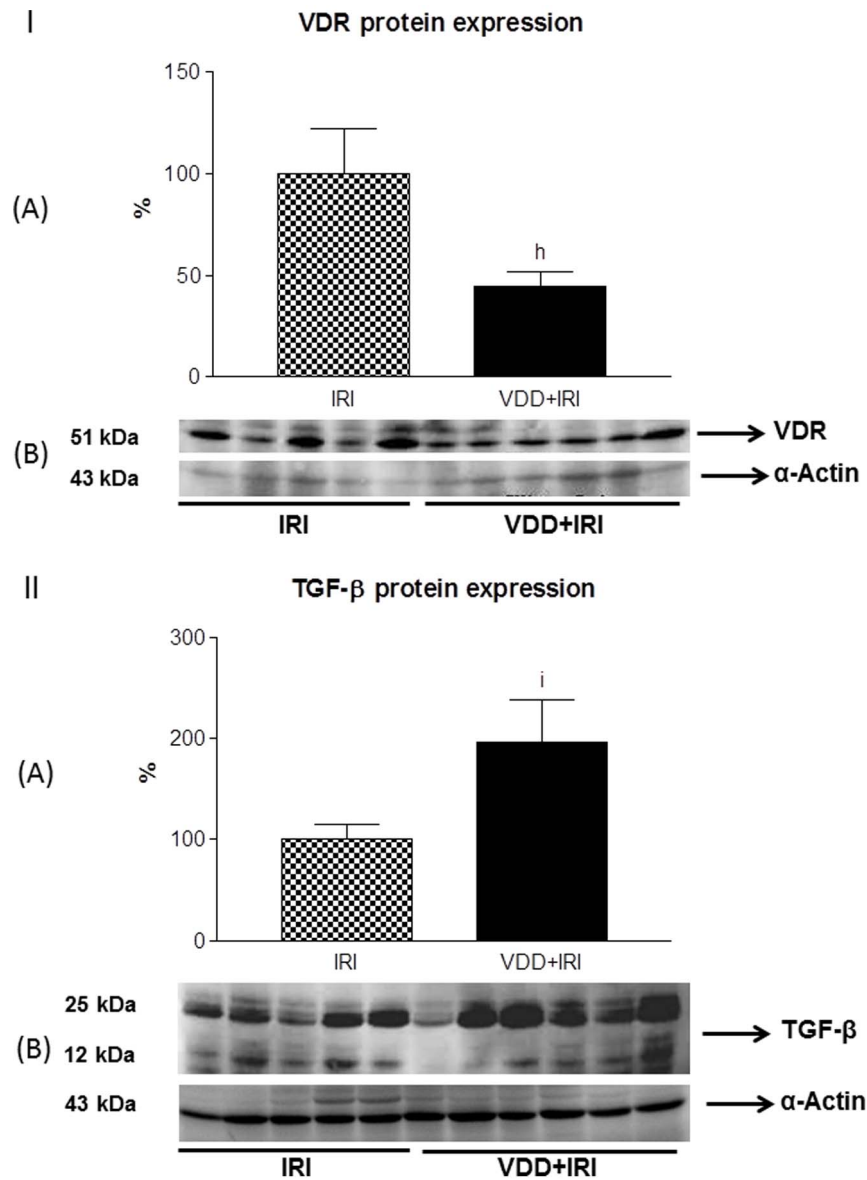 I
VDR protein expression
150
100
50
0
%
(A)
h
IRI
VDD+IRI
(B)
51 kDa
VDR
43 kDa
α-Actin
IRI
VDD+IRI
II
TGF-β protein expression
300
200
100
0
%
(A)
i
IRI
VDD+IRI
(B)
25 kDa
12 kDa
TGF-β
43 kDa
α-Actin
IRI
VDD+IRI